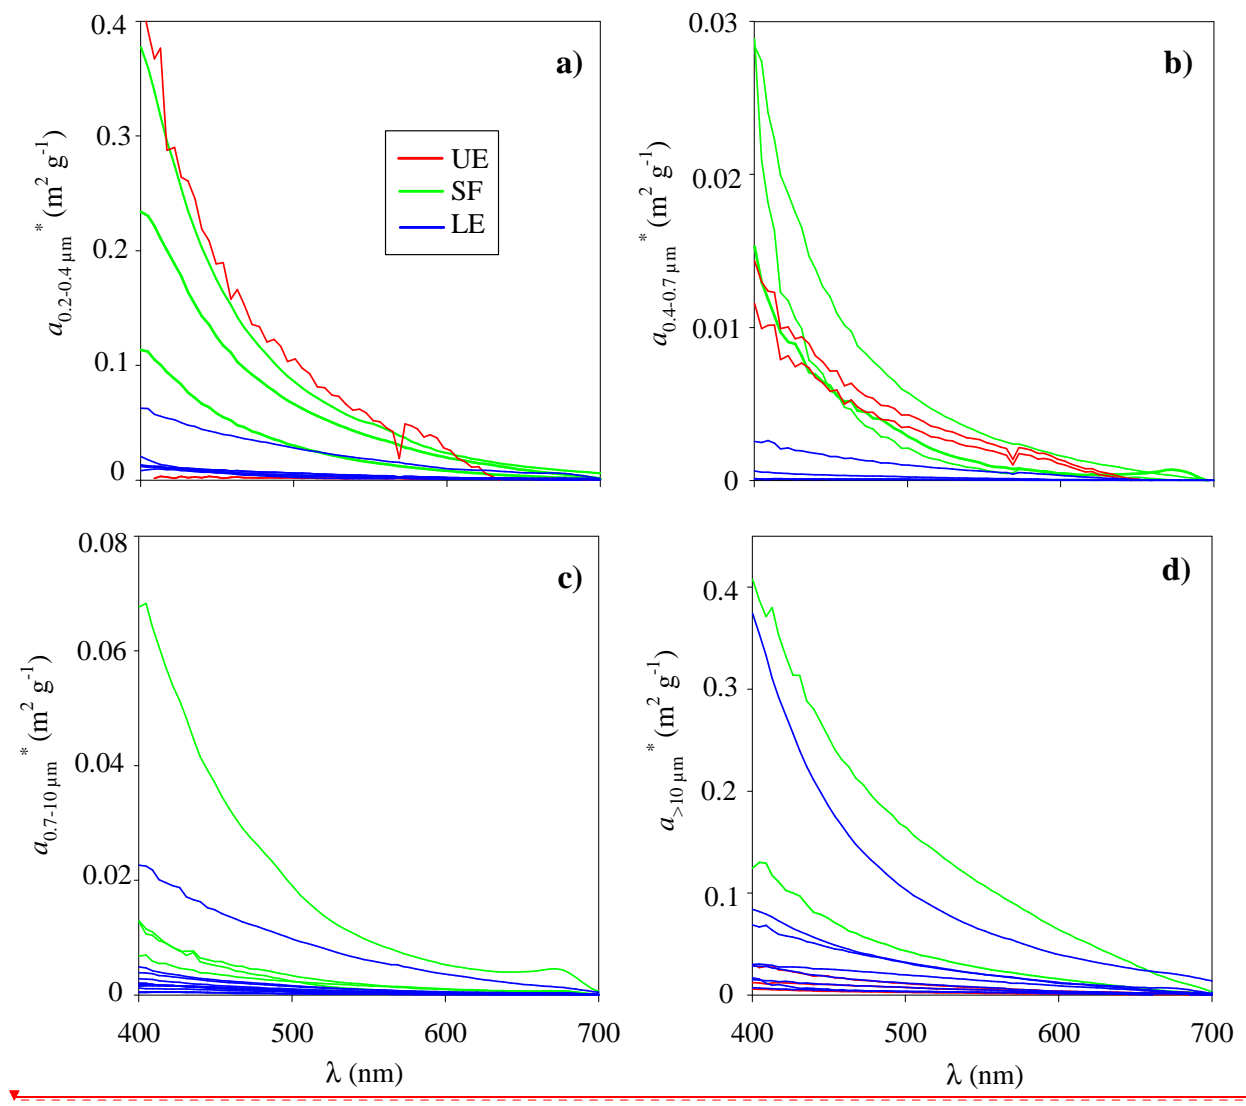 0.4
0.3
0.2
0.1
0
a)
a0.2-0.4 µm* (m2 g-1)
UE
SF
LE
0.03
0.02
0.01
0
b)
a0.4-0.7 µm* (m2 g-1)
0.08
0.06
0.04
0.02
0
c)
a0.7-10 µm* (m2 g-1)
400 500 600 700
λ (nm)
0.4
0.3
0.2
0.1
0
d)
a>10 µm* (m2 g-1)
400 500 600 700
λ (nm)